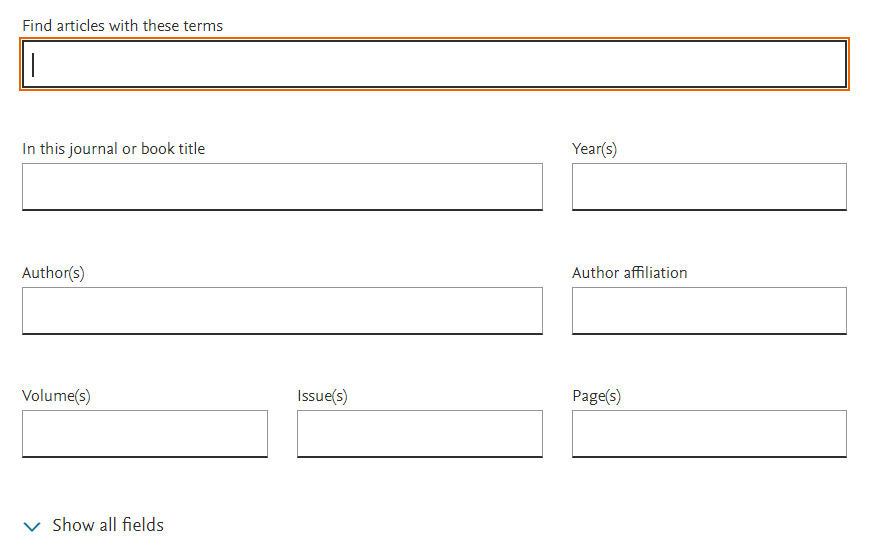 Find articles with these terms
In this journal or book title
Year(s)
Author(s)
Author affiliation
Volume(s)
Issue(s)
Page(s)
Show all fields